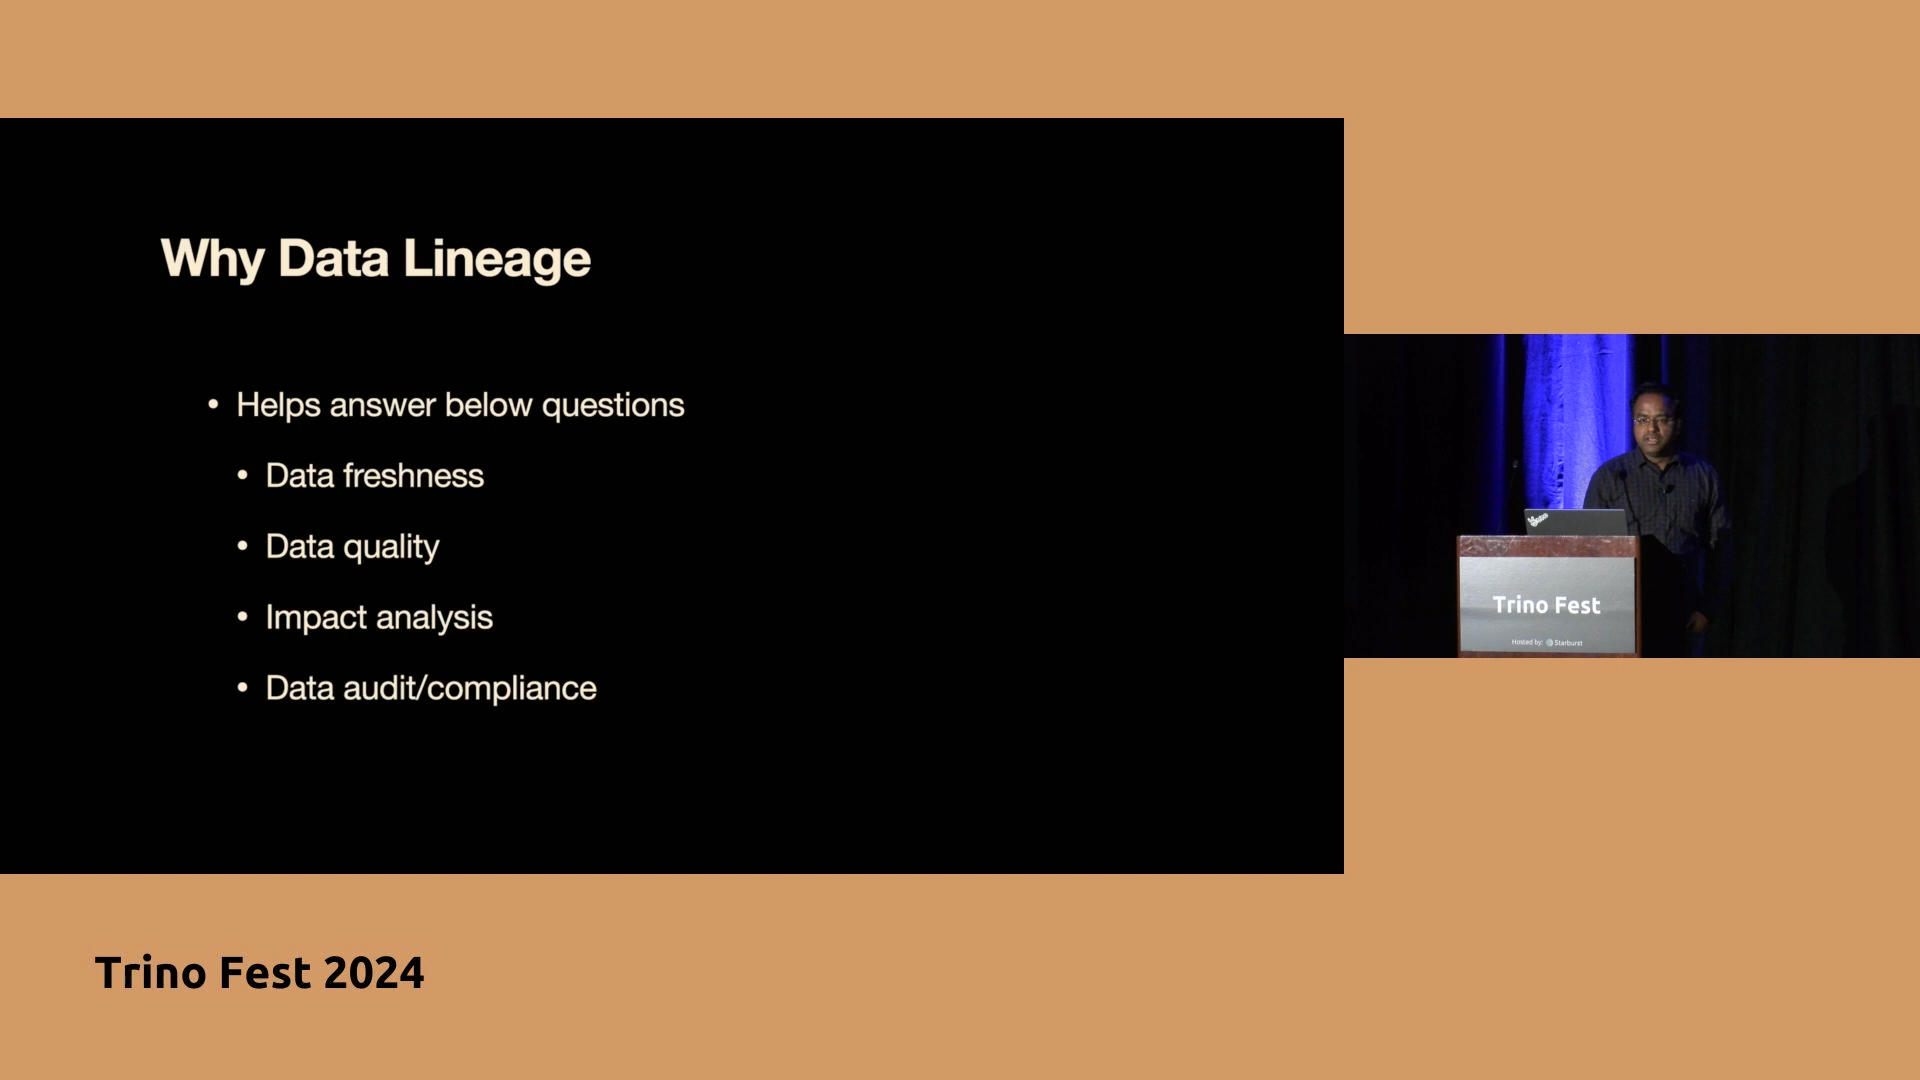 Why Data Lineage
• Helps answer below questions
• Data freshness
• Data quality
• Impact analysis
• Data audit/compliance
Trino Fest
Hosted by: Starburst
Trino Fest 2024